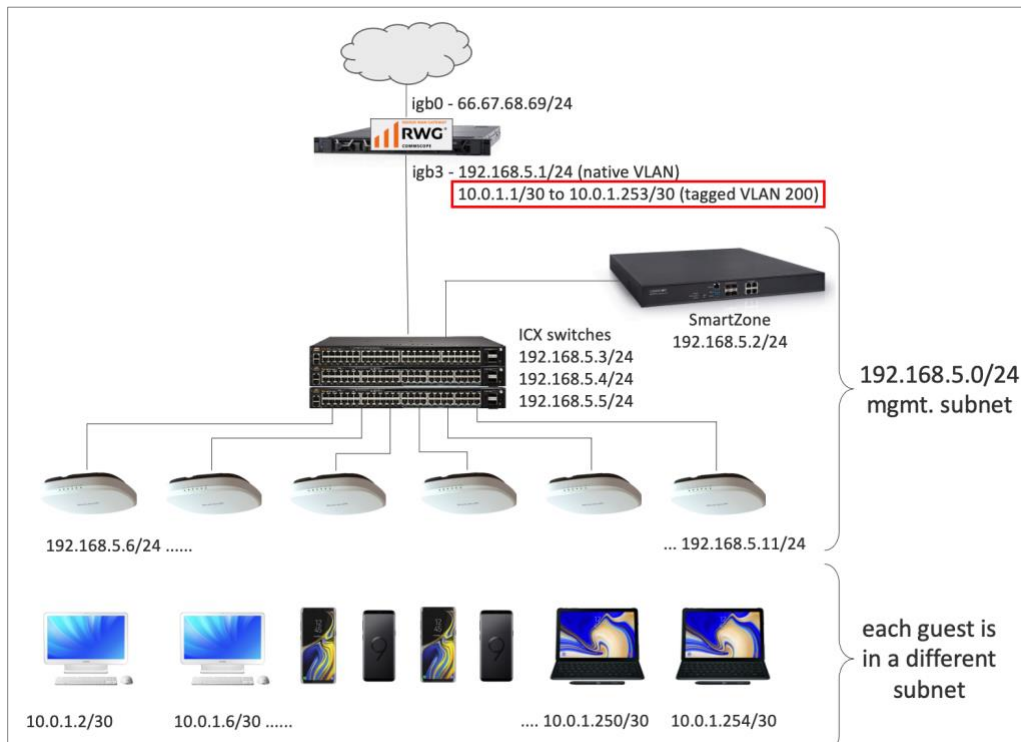 igb0 - 66.67.68.69/24
RWG
COMMSCOPE
igb3 - 192.168.5.1/24 (native VLAN)
10.0.1.1/30 to 10.0.1.253/30 (tagged VLAN 200)
SmartZone
192.168.5.2/24
ICX switches
192.168.5.3/24
192.168.5.4/24
192.168.5.5/24
192.168.5.0/24
mgmt. subnet
192.168.5.6/24 ......
... 192.168.5.11/24
each guest is
in a different
subnet
10.0.1.2/30
10.0.1.6/30 ......
.... 10.0.1.250/30
10.0.1.254/30